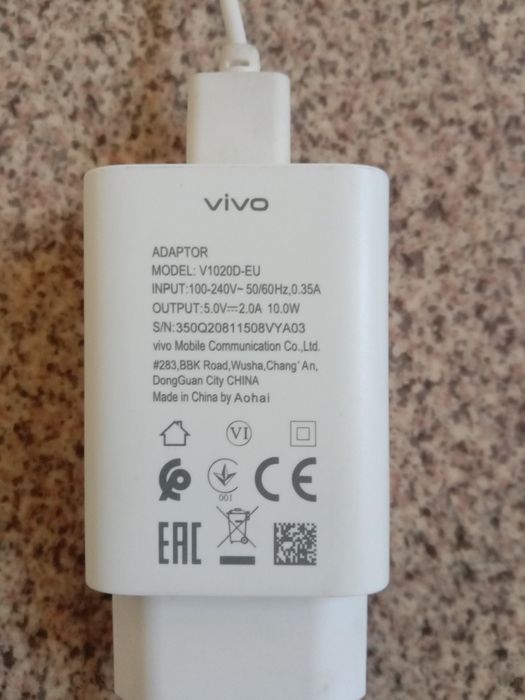 vivo
ADAPTOR
MODEL: V1020D-EU
INPUT:100-240V~ 50/60Hz,0.35A
OUTPUT:5.0V⎓2.0A 10.0W
S/N:350Q20811508VYA03
vivo Mobile Communication Co.,Ltd.
#283,BBK Road,Wusha,Chang'An,
DongGuan City CHINA
Made in China by Aohai
VI
001
CE
EAC